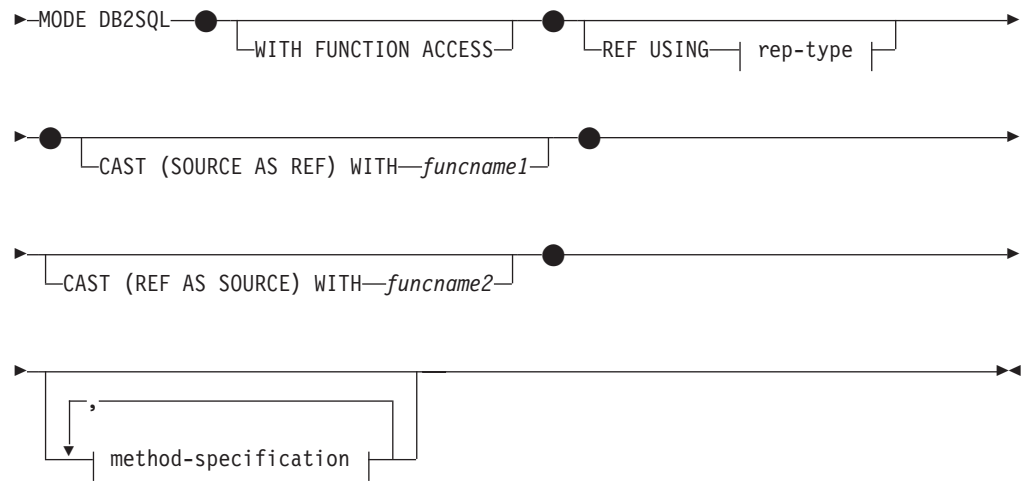 MODE DB2SQL
WITH FUNCTION ACCESS
REF USING rep-type
CAST (SOURCE AS REF) WITH funcname1
CAST (REF AS SOURCE) WITH funcname2
,
method-specification